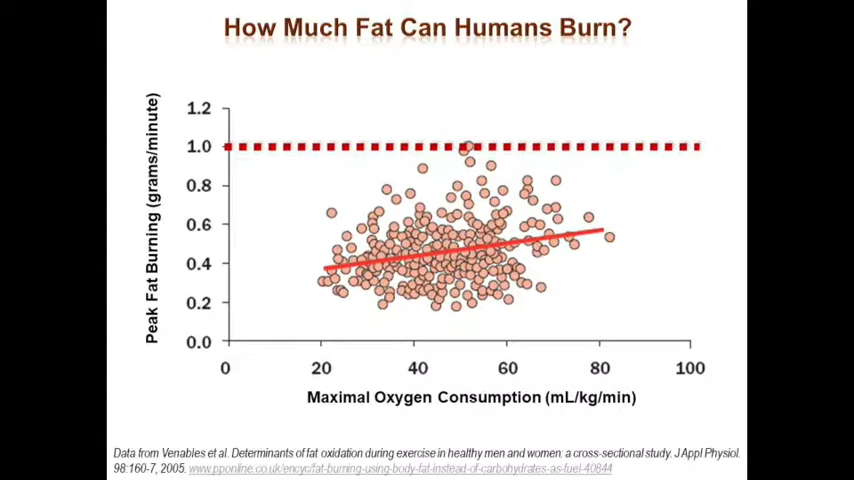 How Much Fat Can Humans Burn?
Peak Fat Burning (grams/minute)
1.2
1.0
0.8
0.6
0.4
0.2
0.0
0 20 40 60 80 100
Maximal Oxygen Consumption (mL/kg/min)
Data from Venables et al. Determinants of fat oxidation during exercise in healthy men and women: a cross-sectional study. J Appl Physiol.
98:160-7, 2005. www.pponline.co.uk/encyc/fat-burning-using-body-fat-instead-of-carbohydrates-as-fuel-40844